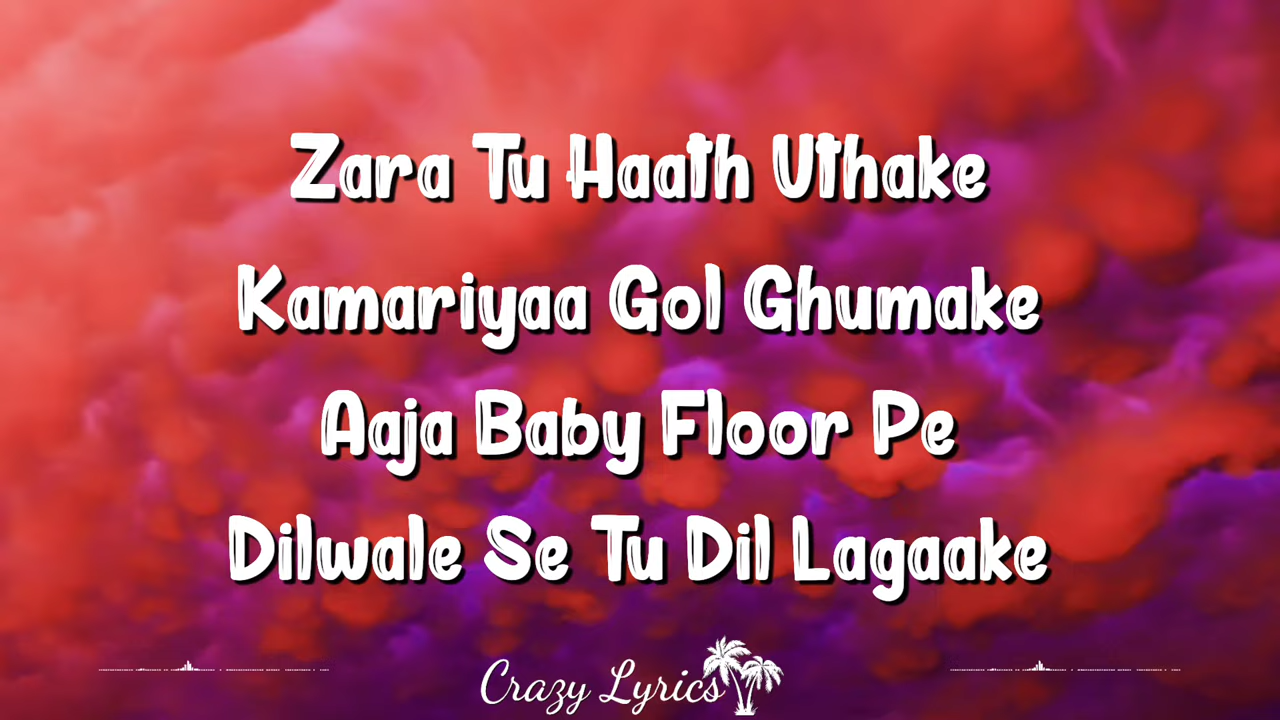 Zara Tu Haath Uthake
Kamariyaa Gol Ghumake
Aaja Baby Floor Pe
Dilwale Se Tu Dil Lagaake
Crazy Lyrics